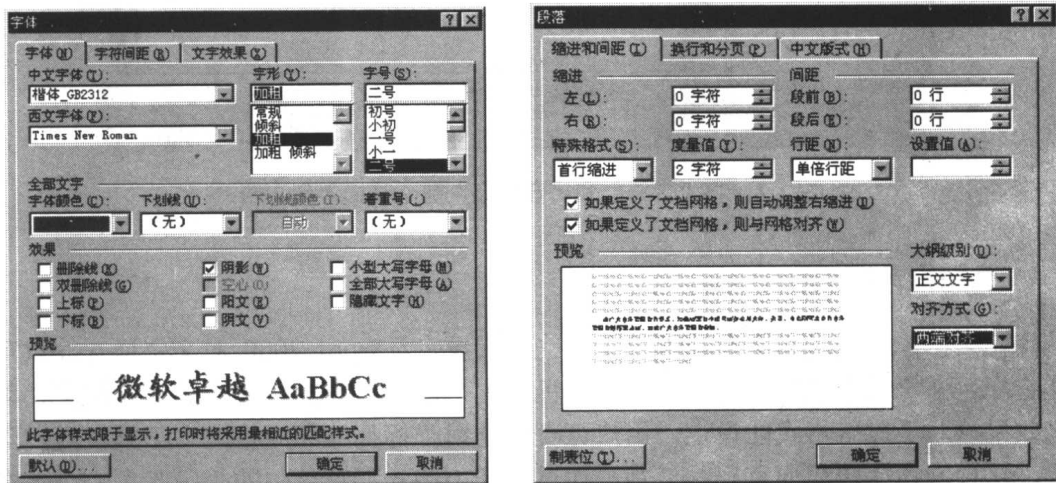 字体
字体(N) 字符间距(R) 文字效果(X)
中文字体(T): 字形(Y): 字号(S):
楷体_GB2312 加粗 二号
西文字体(F): 常规 初号
Times New Roman 倾斜 小初
加粗 一号
加粗 倾斜 小一
二号
全部文字
字体颜色(C): 下划线(U): 下划线颜色(I) 着重号(.)
(无) 自动 (无)
效果
删除线(K) 阴影(W) 小型大写字母(M)
双删除线(G) 空心(O) 全部大写字母(A)
上标(P) 阳文(E) 隐藏文字(H)
下标(B) 阴文(V)
预览
微软卓越 AaBbCc
此字体样式限于显示，打印时将采用最相近的匹配样式。
默认(D)... 确定 取消
段落
缩进和间距(I) 换行和分页(P) 中文版式(H)
缩进 间距
左(L): 0 字符 段前(B): 0 行
右(R): 0 字符 段后(E): 0 行
特殊格式(S): 度量值(Y): 行距(N): 设置值(A):
首行缩进 2 字符 单倍行距
如果定义了文档网格，则自动调整右缩进(D)
如果定义了文档网格，则与网格对齐(W)
预览 大纲级别(O):
正文文字
对齐方式(G):
两端对齐
制表位(T)... 确定 取消